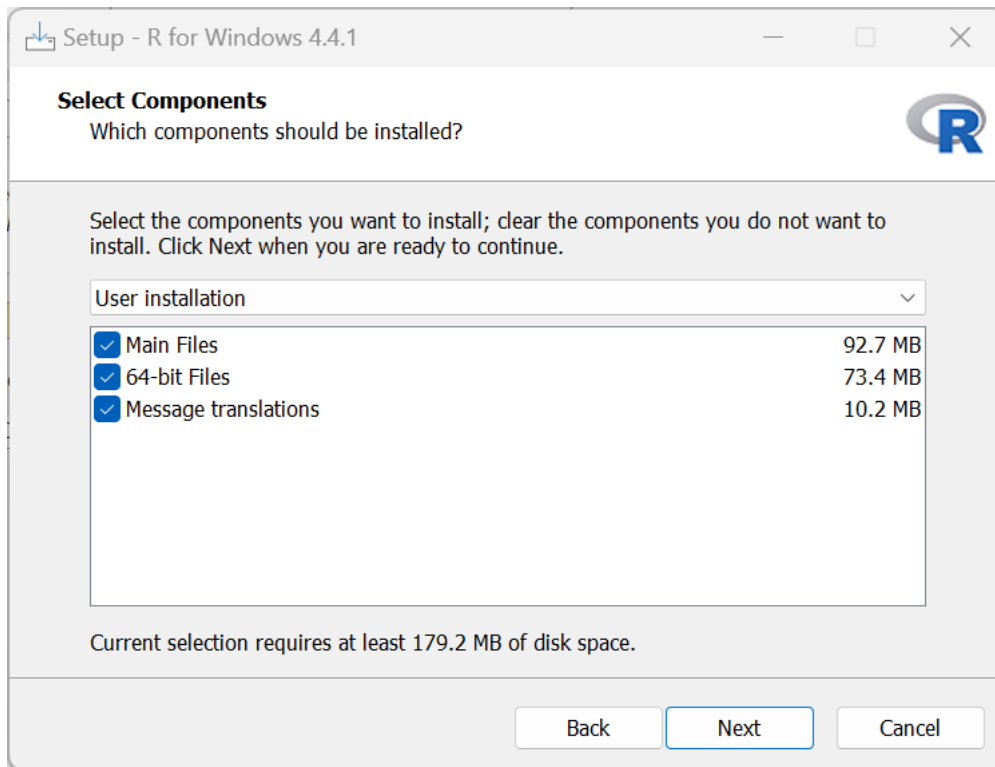 Setup - R for Windows 4.4.1
Select Components
Which components should be installed?
R
Select the components you want to install; clear the components you do not want to
install. Click Next when you are ready to continue.
User installation
Main Files 92.7 MB
64-bit Files 73.4 MB
Message translations 10.2 MB
Current selection requires at least 179.2 MB of disk space.
Back Next Cancel